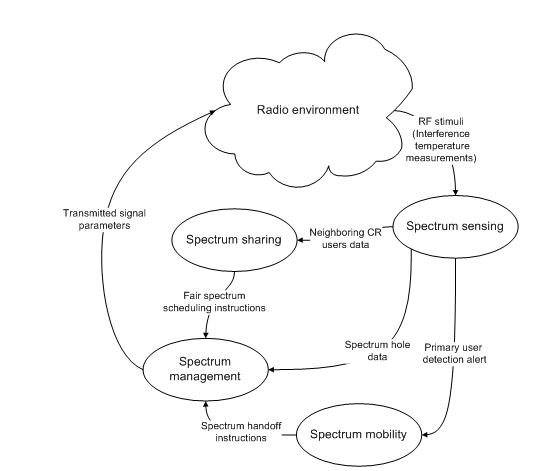 Radio environment
RF stimuli
(Interference
temperature
measurements)
Transmitted signal
parameters
Spectrum sharing
Neighboring CR
users data
Spectrum sensing
Fair spectrum
scheduling instructions
Spectrum hole
data
Primary user
detection alert
Spectrum
management
Spectrum handoff
instructions
Spectrum mobility